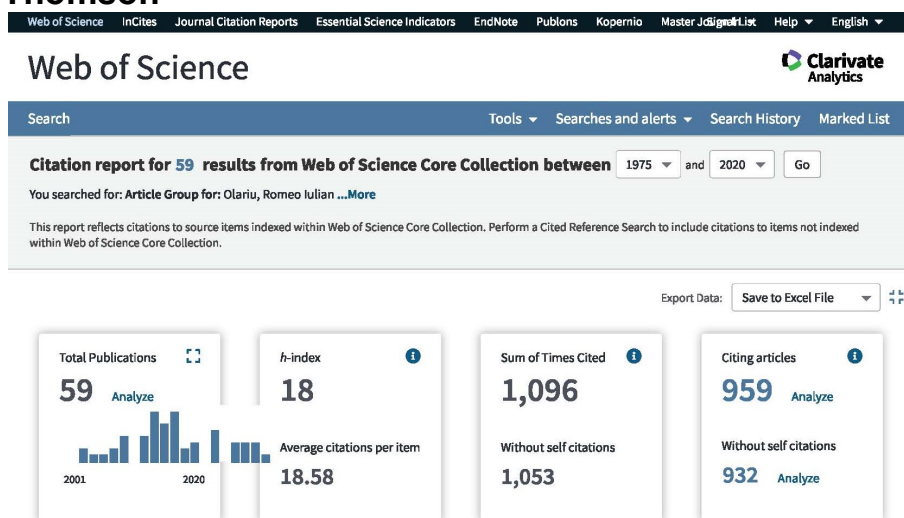 Thomson
Web of Science InCites Journal Citation Reports Essential Science Indicators EndNote Publons Kopernio Master Journal List Sign In Help English
Web of Science
Clarivate
Analytics
Search Tools Searches and alerts Search History Marked List
Citation report for 59 results from Web of Science Core Collection between 1975 and 2020 Go
You searched for: Article Group for: Olariu, Romeo Iulian ...More
This report reflects citations to source items indexed within Web of Science Core Collection. Perform a Cited Reference Search to include citations to items not indexed
within Web of Science Core Collection.
Export Data: Save to Excel File
Total Publications h-index Sum of Times Cited Citing articles
59 Analyze 18 1,096 959 Analyze
Average citations per item Without self citations Without self citations
2001 2020 18.58 1,053 932 Analyze